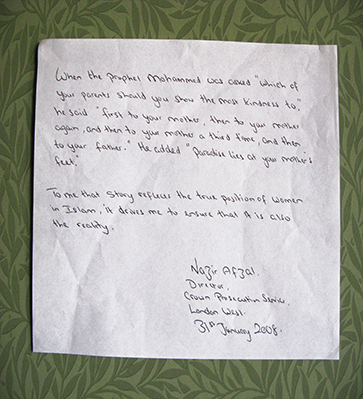 When the prophet Mohammed was asked "which of
your parents should you show the most kindness to,"
he said "first to your mother, then to your mother
again, and then to your mother a third time, and then
to your father." He added "paradise lies at your mother's
feet."
To me that story reflects the true position of women
in Islam, it drives me to ensure that it is also
the reality.
Nazir Afzal.
Director,
Crown Prosecution Service,
London West.
31st January 2008.